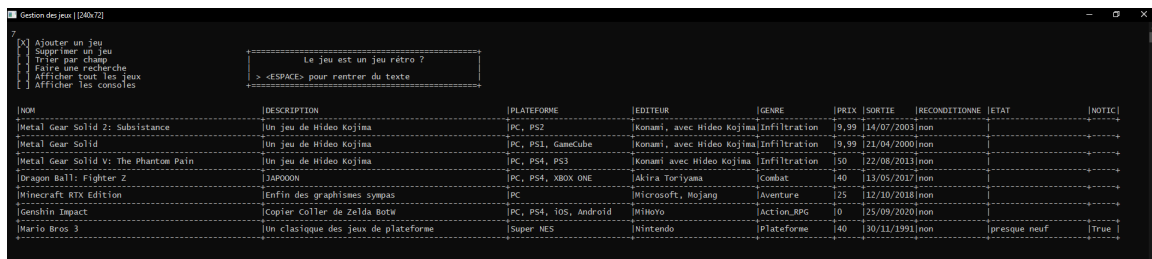 Gestion des jeux | [240x72]
7
[X] Ajouter un jeu
[ ] Supprimer un jeu
[ ] Trier par champ
[ ] Faire une recherche
[ ] Afficher tout les jeux
[ ] Afficher les consoles
Le jeu est un jeu rétro ?
> <ESPACE> pour rentrer du texte
|NOM |DESCRIPTION |PLATEFORME |EDITEUR |GENRE |PRIX |SORTIE |RECONDITIONNE |ETAT |NOTIC|
|Metal Gear Solid 2: Subsistance |Un jeu de Hideo Kojima |PC, PS2 |Konami, avec Hideo Kojima|Infiltration |9,99 |14/07/2003|non |
|Metal Gear Solid |Un jeu de Hideo Kojima |PC, PS1, GameCube |Konami, avec Hideo Kojima|Infiltration |9,99 |21/04/2000|non |
|Metal Gear Solid V: The Phantom Pain |Un jeu de Hideo Kojima |PC, PS4, PS3 |Konami avec Hideo Kojima |Infiltration |50 |22/08/2013|non |
|Dragon Ball: Fighter Z |JAPOOON |PC, PS4, XBOX ONE |Akira Toriyama |Combat |40 |13/05/2017|non |
|Minecraft RTX Edition |Enfin des graphismes sympas |PC |Microsoft, Mojang |Aventure |25 |12/10/2018|non |
|Genshin Impact |Copier Coller de Zelda BotW |PC, PS4, iOS, Android |MiHoYo |Action_RPG |0 |25/09/2020|non |
|Mario Bros 3 |Un clasiqque des jeux de plateforme |Super NES |Nintendo |Plateforme |40 |30/11/1991|non |presque neuf |True |